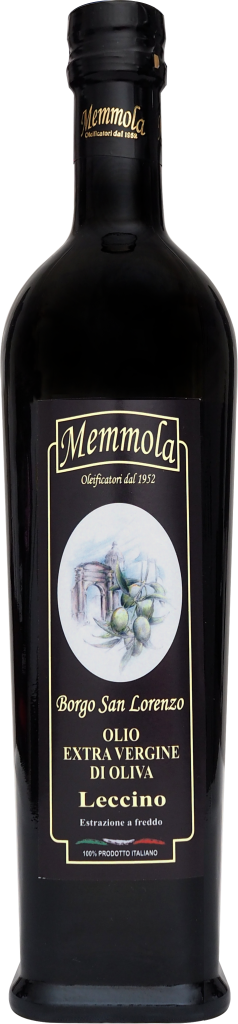 Memmola
Oleificatori dal 1952
Memmola
Oleificatori dal 1952
Borgo San Lorenzo
OLIO
EXTRA VERGINE
DI OLIVA
Leccino
Estrazione a freddo
100% PRODOTTO ITALIANO